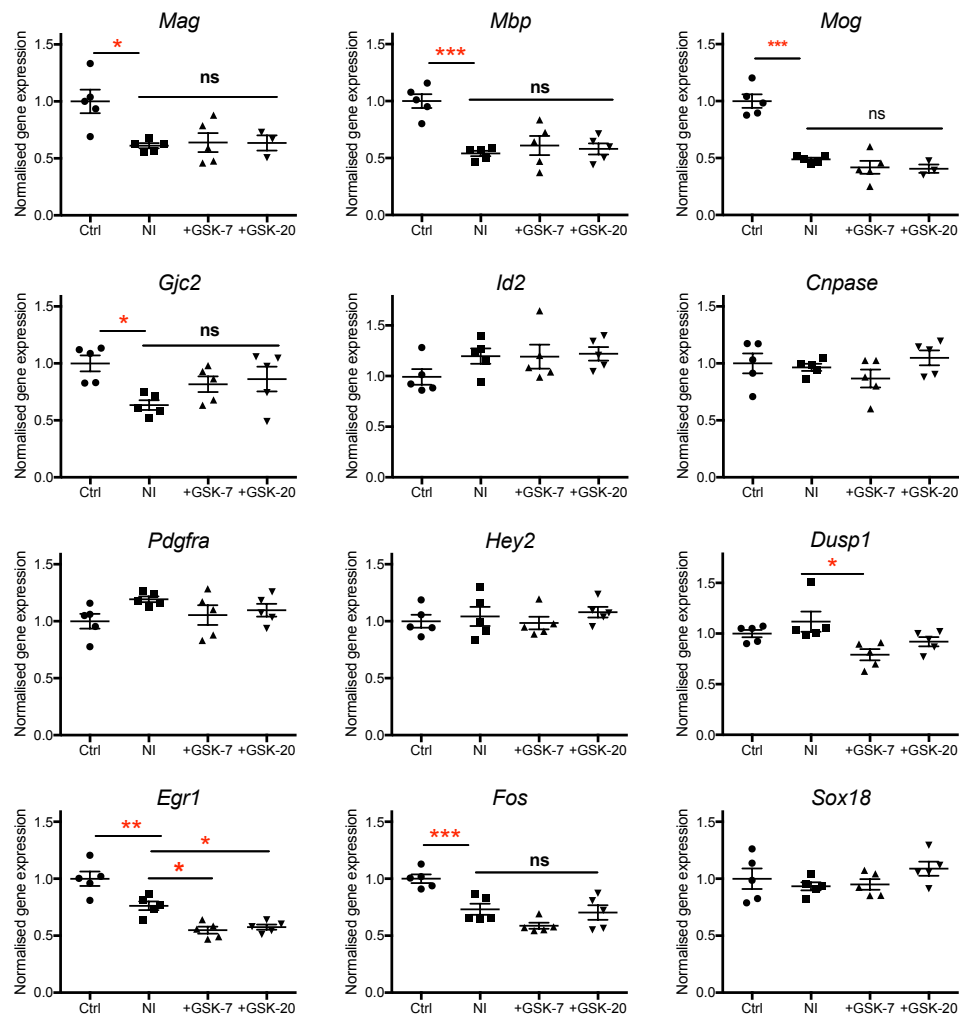 Mag
Normalised gene expression
1.5
1.0
0.5
0.0
*
ns
Ctrl NI +GSK-7 +GSK-20
Mbp
Normalised gene expression
1.5
1.0
0.5
0.0
***
ns
Ctrl NI +GSK-7 +GSK-20
Mog
Normalised gene expression
1.5
1.0
0.5
0.0
***
ns
Ctrl NI +GSK-7 +GSK-20
Gjc2
Normalised gene expression
1.5
1.0
0.5
0.0
*
ns
Ctrl NI +GSK-7 +GSK-20
Id2
Normalised gene expression
1.5
1.0
0.5
0.0
Ctrl NI +GSK-7 +GSK-20
Cnpase
Normalised gene expression
1.5
1.0
0.5
0.0
Ctrl NI +GSK-7 +GSK-20
Pdgfra
Normalised gene expression
1.5
1.0
0.5
0.0
Ctrl NI +GSK-7 +GSK-20
Hey2
Normalised gene expression
1.5
1.0
0.5
0.0
Ctrl NI +GSK-7 +GSK-20
Dusp1
Normalised gene expression
1.5
1.0
0.5
0.0
*
Ctrl NI +GSK-7 +GSK-20
Egr1
Normalised gene expression
1.5
1.0
0.5
0.0
**
*
*
Ctrl NI +GSK-7 +GSK-20
Fos
Normalised gene expression
1.5
1.0
0.5
0.0
***
ns
Ctrl NI +GSK-7 +GSK-20
Sox18
Normalised gene expression
1.5
1.0
0.5
0.0
Ctrl NI +GSK-7 +GSK-20